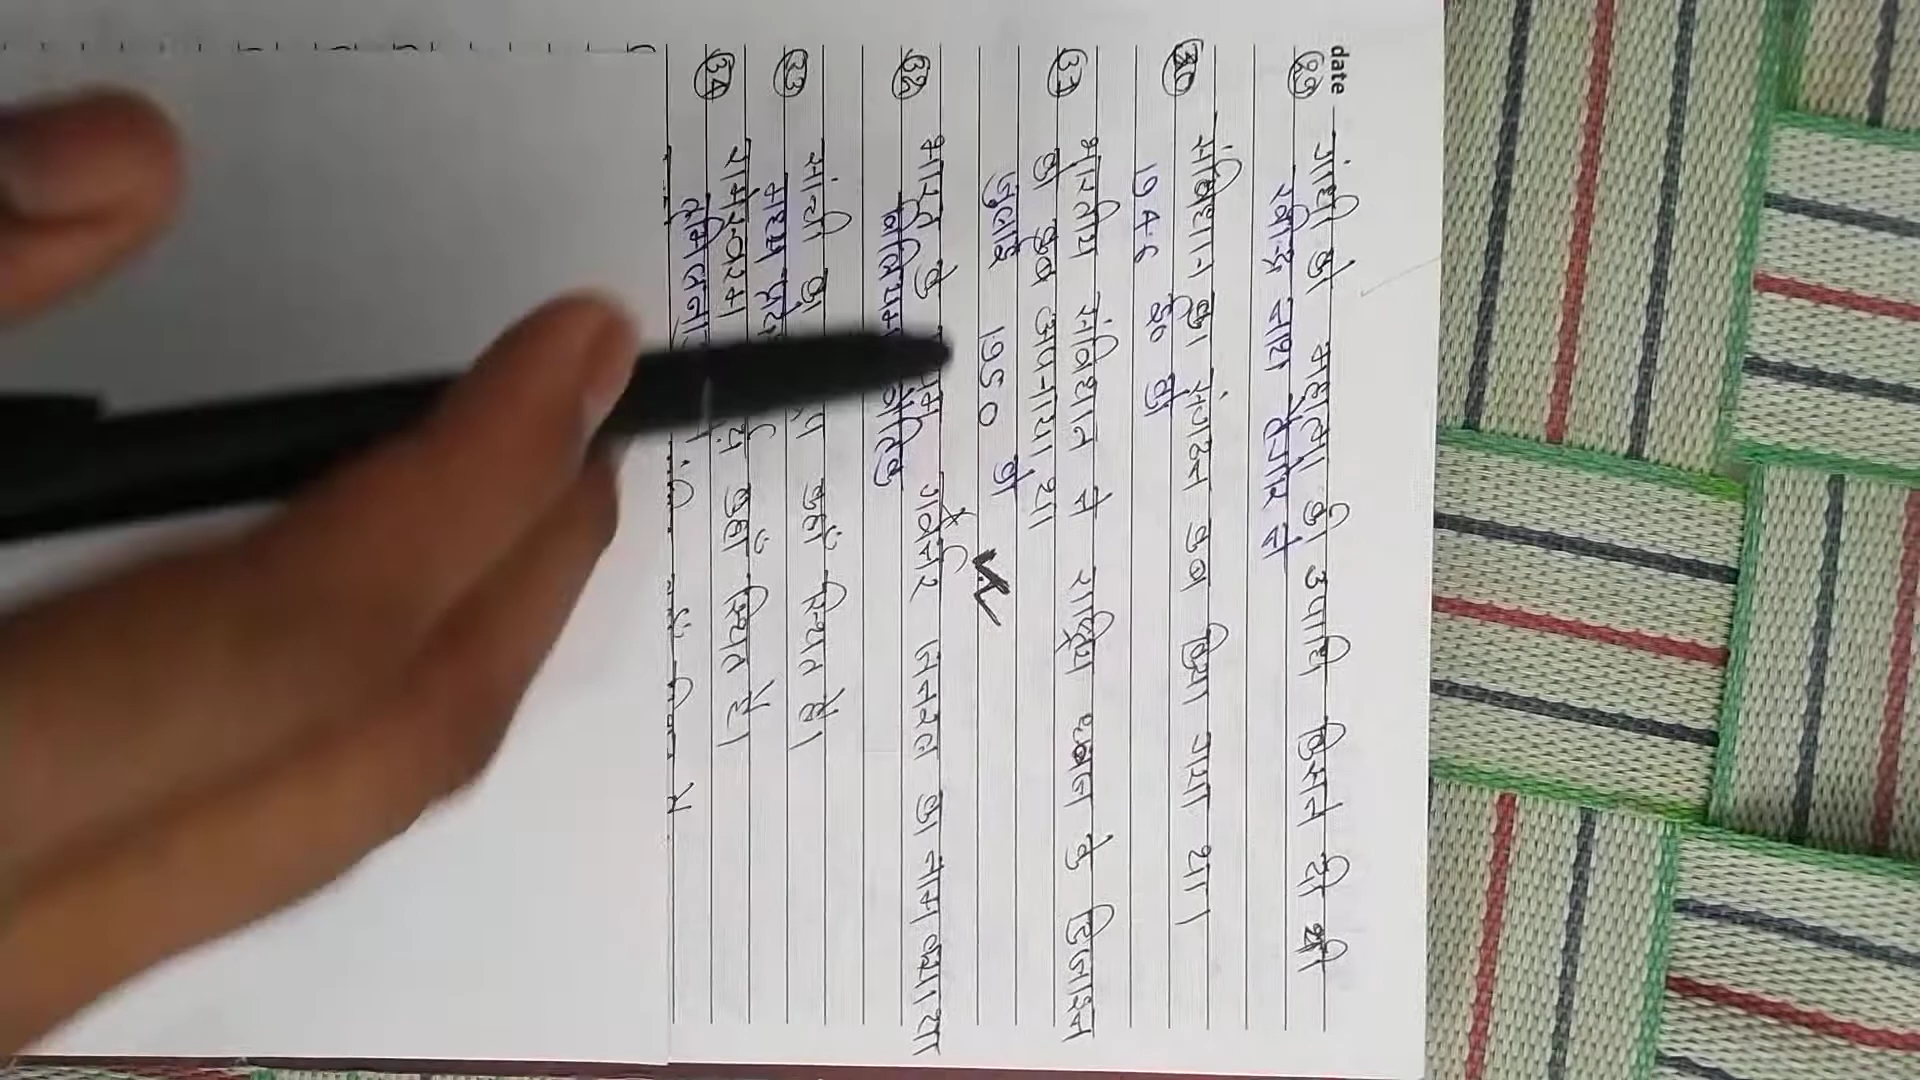 date
29 गांधी को महात्मा की उपाधि किसने दी थी
रविन्द्र नाथ टैगोर ने
30 संविधान का संगठन कब किया गया था।
1946 ई० को
31 भारतीय संविधान में राष्ट्रिय ध्वज के डिजाइन
को कब अपनाया था
जुलाई 1950 को
32 भारत के गवर्नर जनरल का नाम क्या था
विलियम
33 सांची का कहाँ स्थित है।
मध्य
34 रामेश्वरम कहाँ स्थित है।
तमिलना